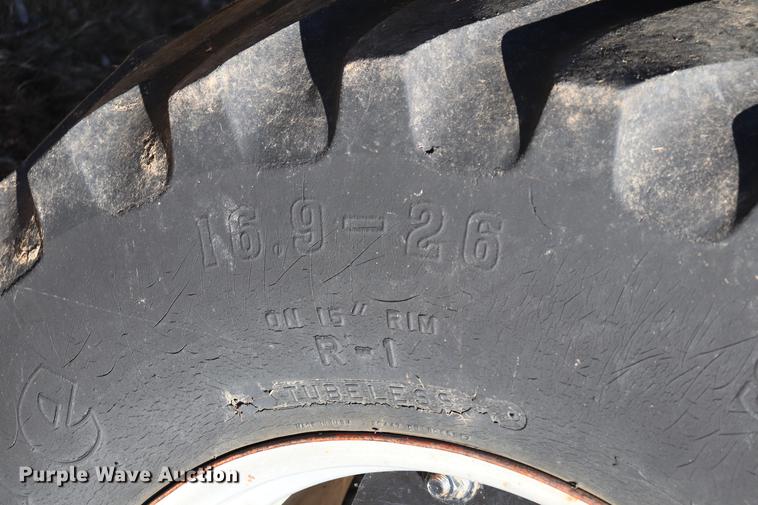 16.9-26
ON 15" RIM
R-1
TUBELESS
Purple Wave Auction